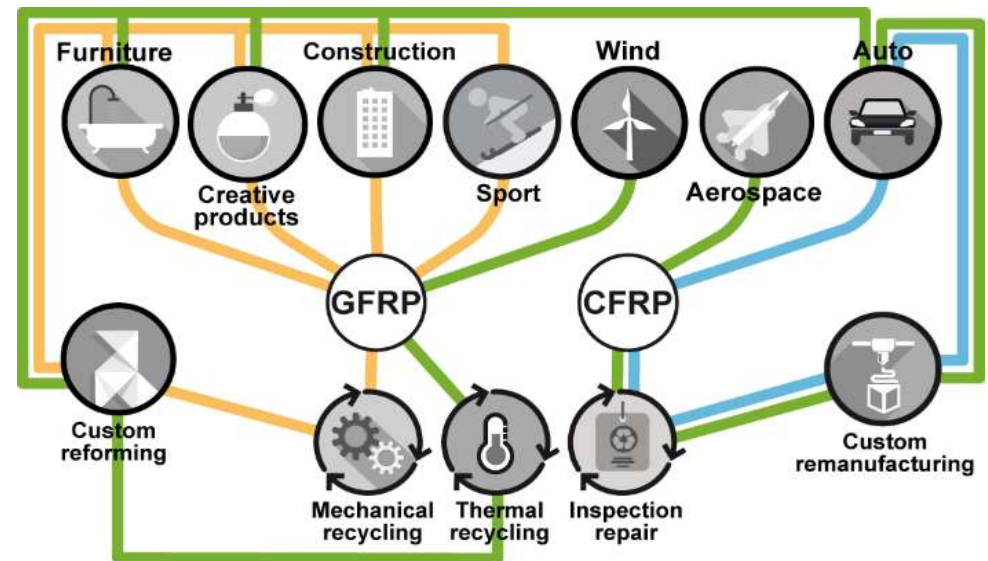 Furniture
Construction
Wind
Auto
Creative
products
Sport
Aerospace
GFRP
CFRP
Custom
reforming
Custom
remanufacturing
Mechanical
recycling
Thermal
recycling
Inspection
repair